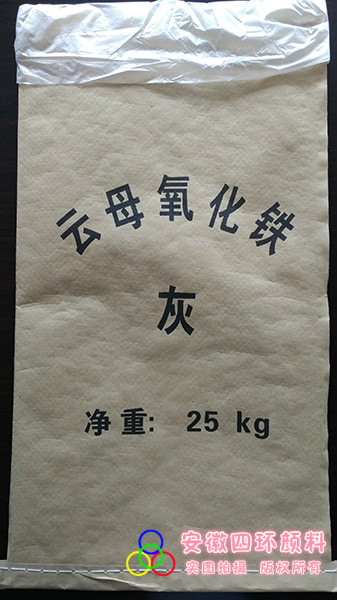 云母氧化铁
灰
净重: 25 kg
安徽四环颜料
实图拍摄 版权所有